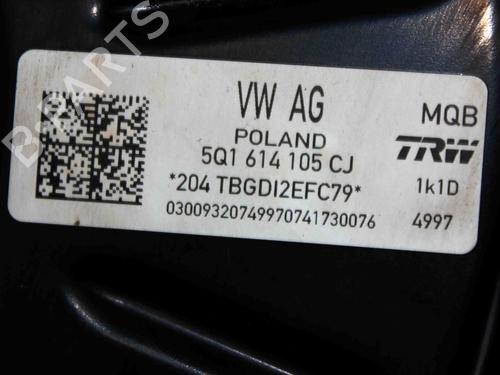 VW AG
MQB
POLAND
TRW
5Q1 614 105 CJ
*204 TBGDI2EFC79*
1k1D
03009320749970741730076
4997
B-PARTS